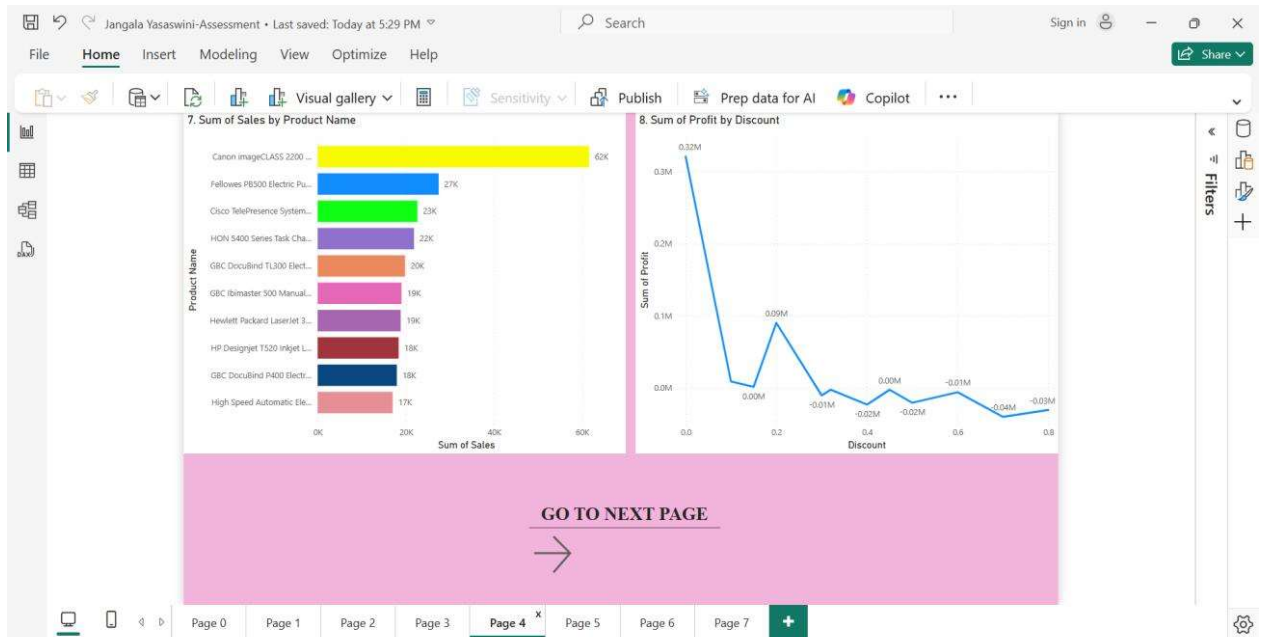 Jangala Yasaswini-Assessment • Last saved: Today at 5:29 PM
Search
Sign in
File Home Insert Modeling View Optimize Help
Share
Visual gallery
Sensitivity
Publish
Prep data for AI
Copilot
7. Sum of Sales by Product Name
Product Name
Canon imageCLASS 2200 ... 62K
Fellowes PB500 Electric Pu... 27K
Cisco TelePresence System... 23K
HON 5400 Series Task Cha... 22K
GBC DocuBind TL300 Elect... 20K
GBC Ibimaster 500 Manual... 19K
Hewlett Packard LaserJet 3... 19K
HP Designjet T520 Inkjet L... 18K
GBC DocuBind P400 Electr... 18K
High Speed Automatic Ele... 17K
0K 20K 40K 60K
Sum of Sales
8. Sum of Profit by Discount
Sum of Profit
0.3M
0.2M
0.1M
0.0M
0.32M
0.00M
0.09M
-0.01M
-0.02M
0.00M
-0.02M
-0.01M
-0.04M
-0.03M
0.0 0.2 0.4 0.6 0.8
Discount
Filters
GO TO NEXT PAGE
Page 0 Page 1 Page 2 Page 3 Page 4 x Page 5 Page 6 Page 7 +